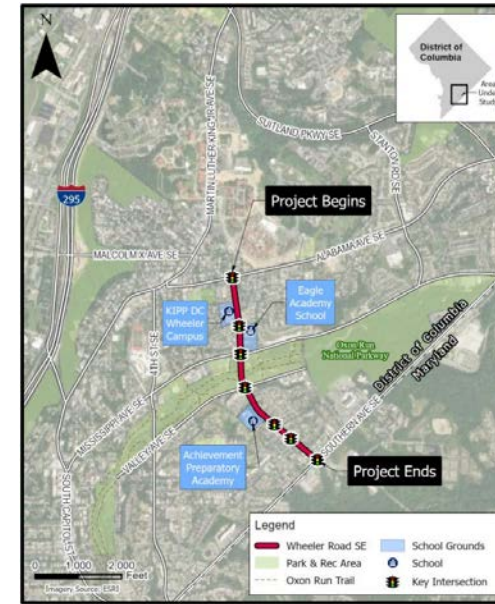 N
District of
Columbia
Area
Under
Study
SUITLAND PKWY SE
STANTON RD SE
MARTIN LUTHER KING JR AVE SE
295
Project Begins
MALCOLM X AVE SE
ALABAMA AVE SE
KIPP DC
Wheeler
Campus
Eagle
Academy
School
4TH ST SE
Oxon Run
National Parkway
District of Columbia
Maryland
MISSISSIPPI AVE SE
VALLEY AVE SE
SOUTHERN AVE SE
Achievement
Preparatory
Academy
Project Ends
SOUTH CAPITOL ST
Legend
Wheeler Road SE
School Grounds
Park & Rec Area
School
Oxon Run Trail
Key Intersection
0 1,000 2,000
Feet
Imagery Source: ESRI